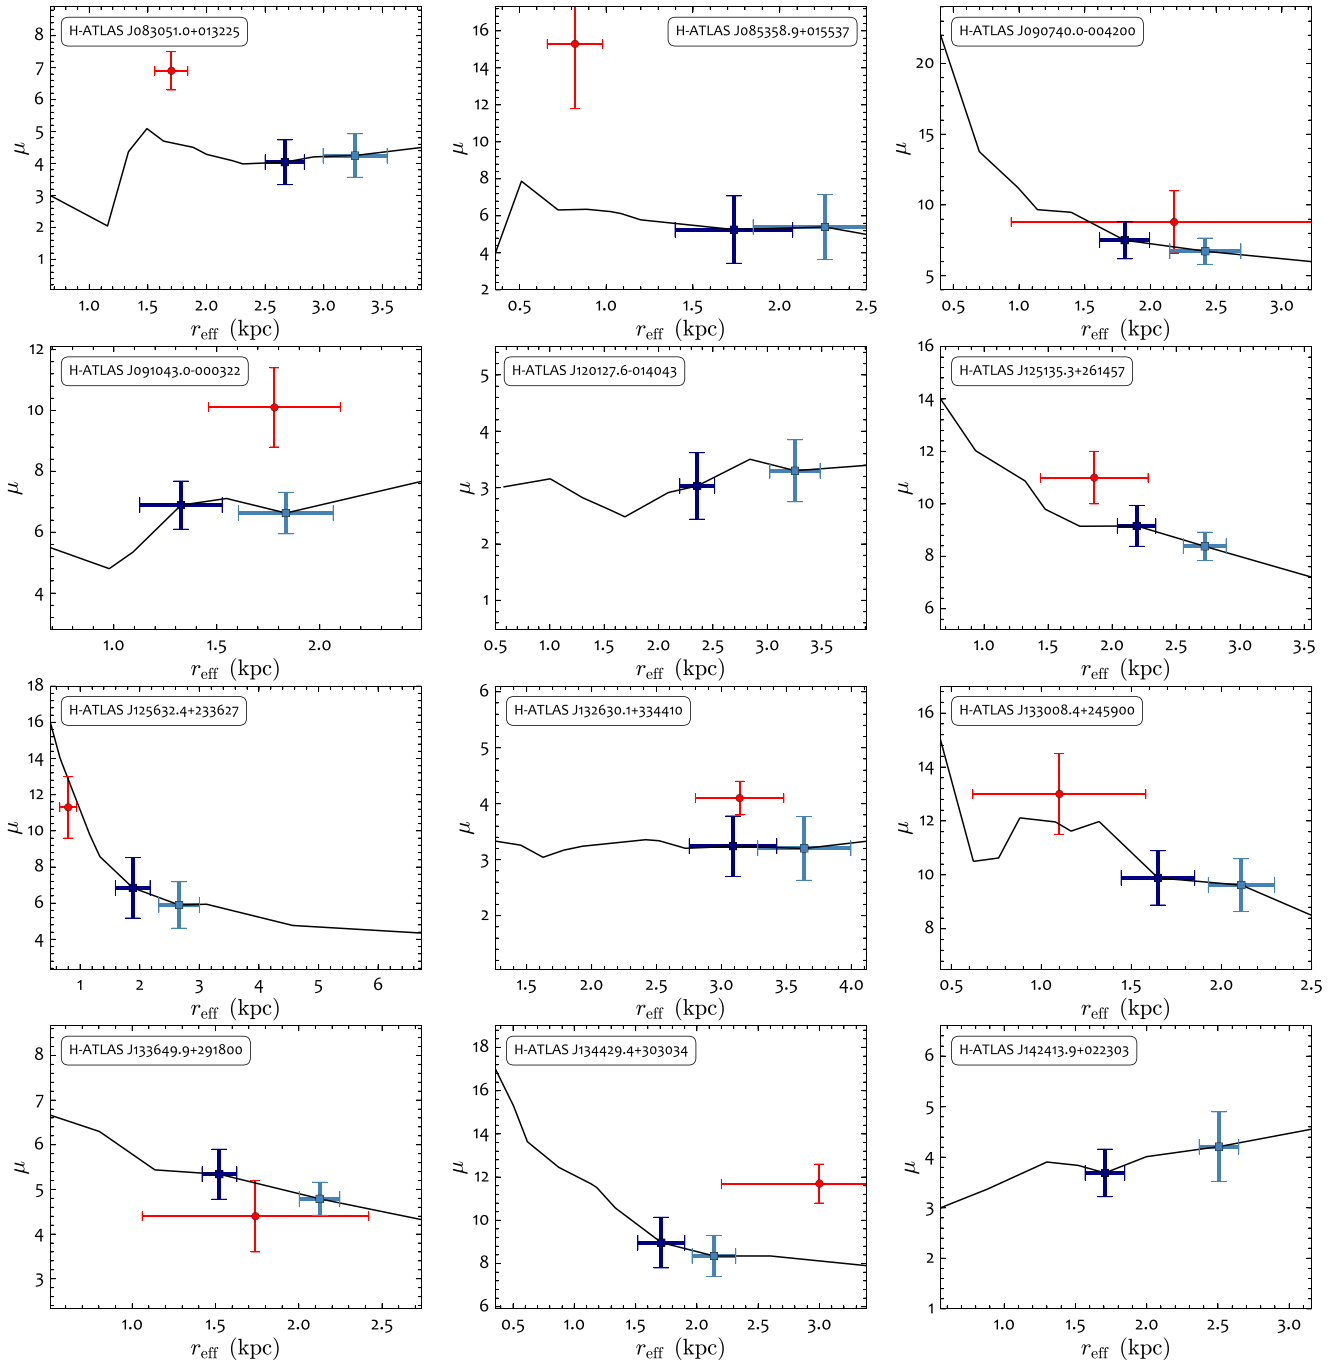 H-ATLAS J083051.0+013225
μ
8
7
6
5
4
3
2
1
1.0 1.5 2.0 2.5 3.0 3.5
r_eff (kpc)
H-ATLAS J085358.9+015537
μ
16
14
12
10
8
6
4
2
0.5 1.0 1.5 2.0 2.5
r_eff (kpc)
H-ATLAS J090740.0-004200
μ
20
15
10
5
0.5 1.0 1.5 2.0 2.5 3.0
r_eff (kpc)
H-ATLAS J091043.0-000322
μ
12
10
8
6
4
1.0 1.5 2.0
r_eff (kpc)
H-ATLAS J120127.6-014043
μ
5
4
3
2
1
0.5 1.0 1.5 2.0 2.5 3.0 3.5
r_eff (kpc)
H-ATLAS J125135.3+261457
μ
16
14
12
10
8
6
1.0 1.5 2.0 2.5 3.0 3.5
r_eff (kpc)
H-ATLAS J125632.4+233627
μ
18
16
14
12
10
8
6
4
1 2 3 4 5 6
r_eff (kpc)
H-ATLAS J132630.1+334410
μ
6
5
4
3
2
1.5 2.0 2.5 3.0 3.5 4.0
r_eff (kpc)
H-ATLAS J133008.4+245900
μ
16
14
12
10
8
0.5 1.0 1.5 2.0 2.5
r_eff (kpc)
H-ATLAS J133649.9+291800
μ
8
7
6
5
4
3
1.0 1.5 2.0 2.5
r_eff (kpc)
H-ATLAS J134429.4+303034
μ
18
16
14
12
10
8
6
0.5 1.0 1.5 2.0 2.5 3.0
r_eff (kpc)
H-ATLAS J142413.9+022303
μ
6
5
4
3
2
1
1.0 1.5 2.0 2.5 3.0
r_eff (kpc)